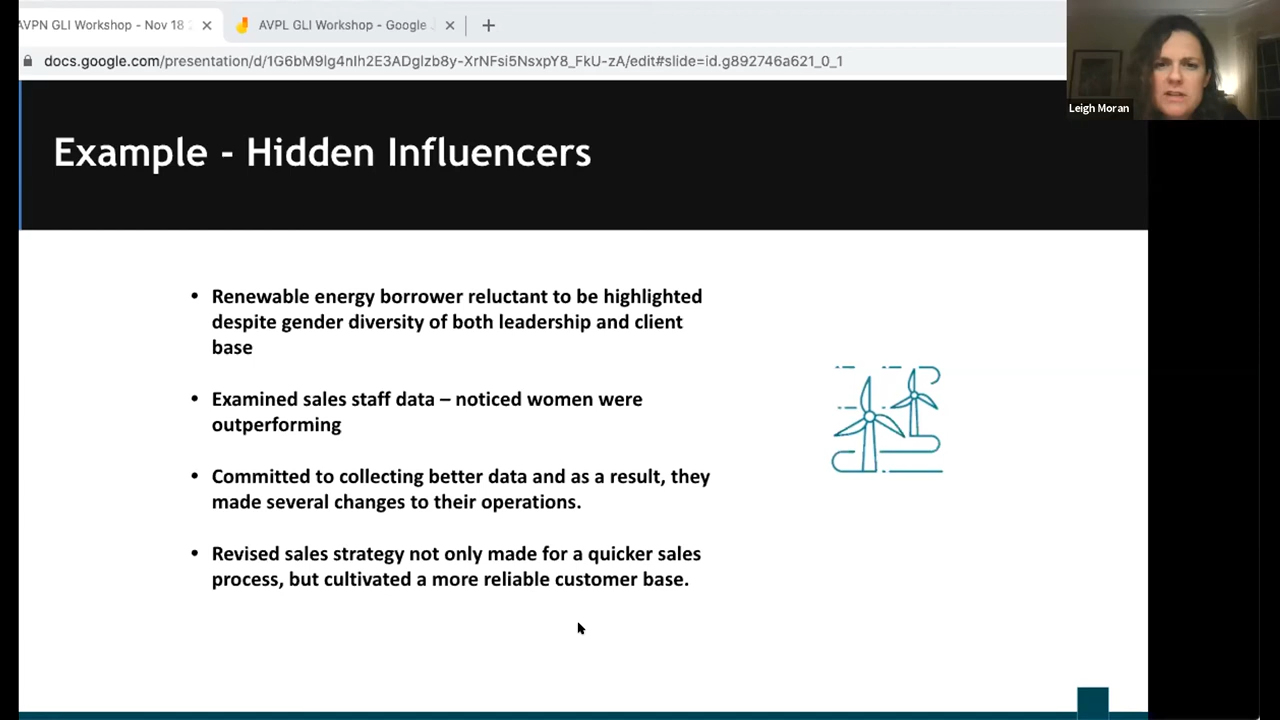 AVPN GLI Workshop - Nov 18
AVPL GLI Workshop - Google
docs.google.com/presentation/d/1G6bM9Ig4nIh2E3ADgIzb8y-XrNFsi5NsxpY8_FkU-zA/edit#slide=id.g892746a621_0_1
Leigh Moran
Example - Hidden Influencers
• Renewable energy borrower reluctant to be highlighted
despite gender diversity of both leadership and client
base
• Examined sales staff data – noticed women were
outperforming
• Committed to collecting better data and as a result, they
made several changes to their operations.
• Revised sales strategy not only made for a quicker sales
process, but cultivated a more reliable customer base.